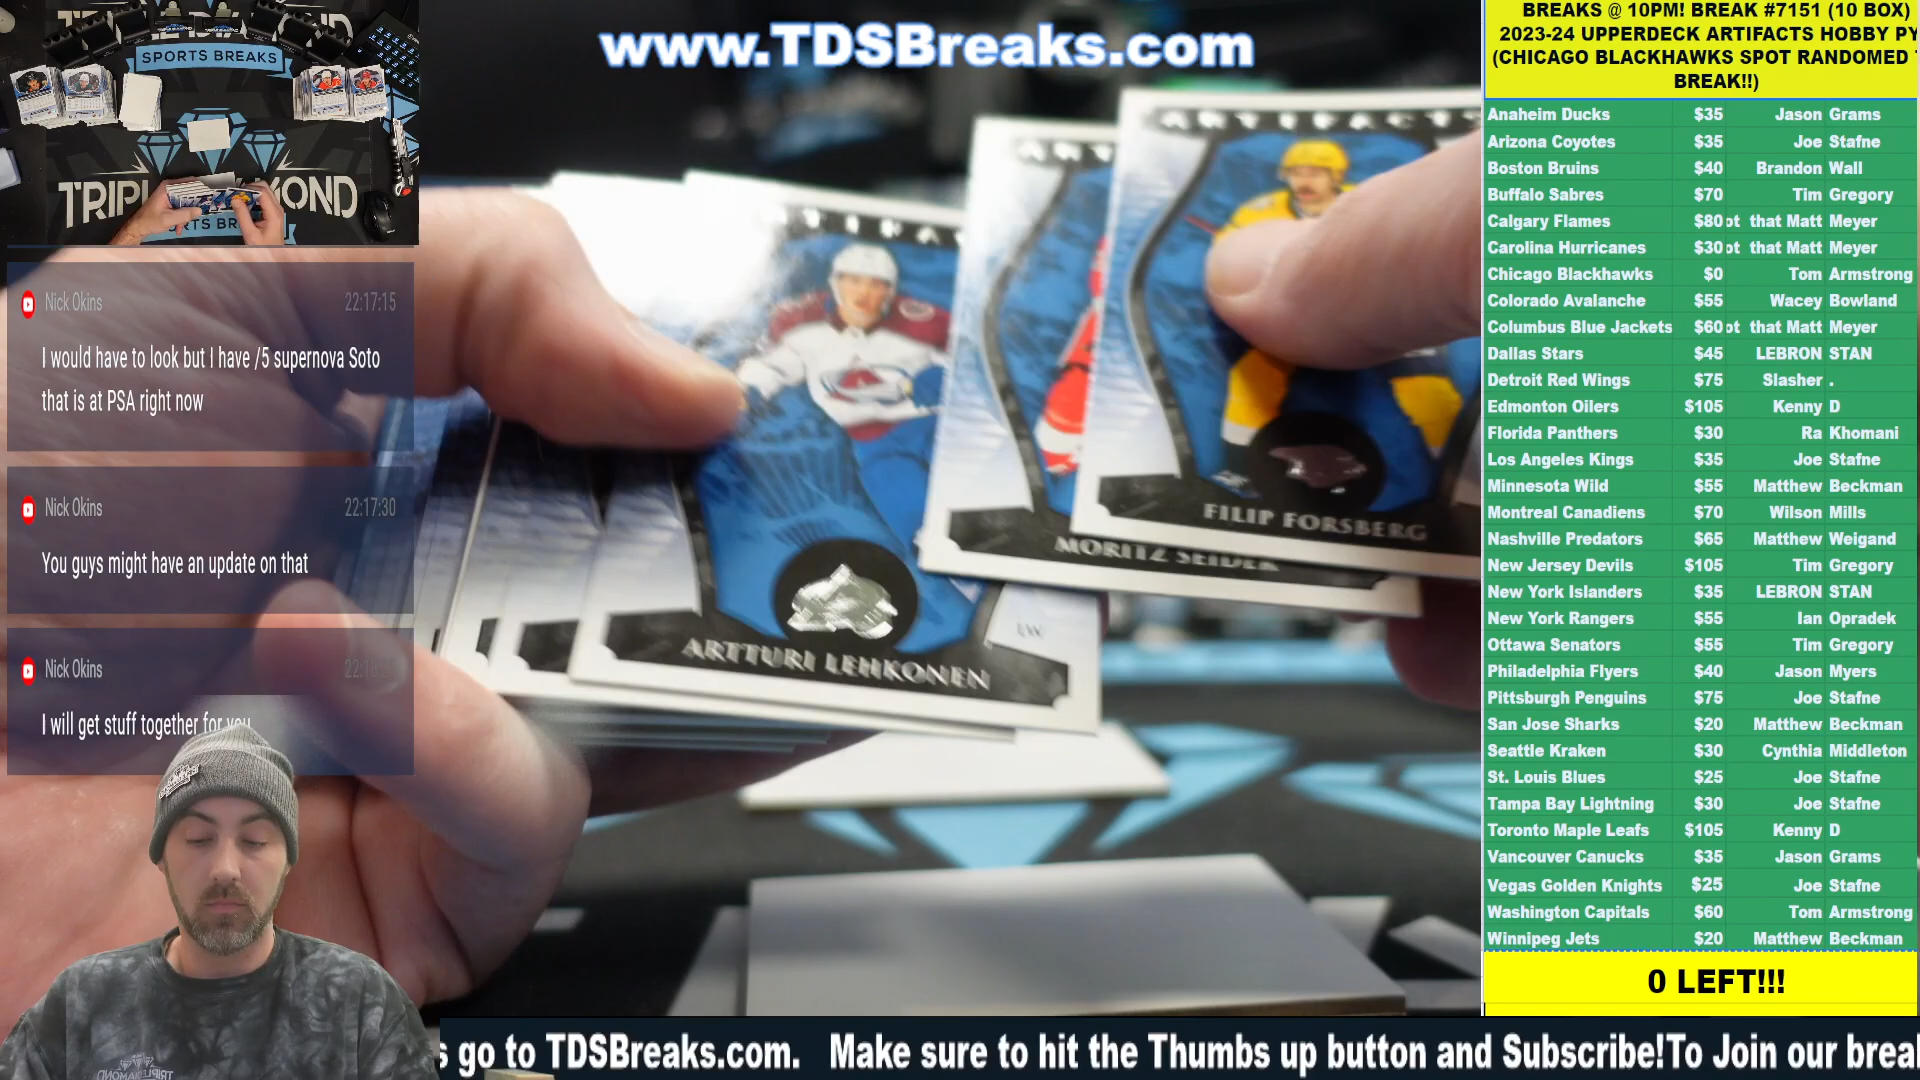 www.TDSBreaks.com
SPORTS BREAKS
Nick Okins 22:17:15
I would have to look but I have /5 supernova Soto
that is at PSA right now
Nick Okins 22:17:30
You guys might have an update on that
Nick Okins
I will get stuff together for you
ARTTURI LEHKONEN
LW
MORITZ SEIDER
FILIP FORSBERG
BREAKS @ 10PM! BREAK #7151 (10 BOX)
2023-24 UPPERDECK ARTIFACTS HOBBY PY
(CHICAGO BLACKHAWKS SPOT RANDOMED
BREAK!!)
Anaheim Ducks $35 Jason Grams
Arizona Coyotes $35 Joe Stafne
Boston Bruins $40 Brandon Wall
Buffalo Sabres $70 Tim Gregory
Calgary Flames $80 ot that Matt Meyer
Carolina Hurricanes $30 ot that Matt Meyer
Chicago Blackhawks $0 Tom Armstrong
Colorado Avalanche $55 Wacey Bowland
Columbus Blue Jackets $60 ot that Matt Meyer
Dallas Stars $45 LEBRON STAN
Detroit Red Wings $75 Slasher .
Edmonton Oilers $105 Kenny D
Florida Panthers $30 Ra Khomani
Los Angeles Kings $35 Joe Stafne
Minnesota Wild $55 Matthew Beckman
Montreal Canadiens $70 Wilson Mills
Nashville Predators $65 Matthew Weigand
New Jersey Devils $105 Tim Gregory
New York Islanders $35 LEBRON STAN
New York Rangers $55 Ian Opradek
Ottawa Senators $55 Tim Gregory
Philadelphia Flyers $40 Jason Myers
Pittsburgh Penguins $75 Joe Stafne
San Jose Sharks $20 Matthew Beckman
Seattle Kraken $30 Cynthia Middleton
St. Louis Blues $25 Joe Stafne
Tampa Bay Lightning $30 Joe Stafne
Toronto Maple Leafs $105 Kenny D
Vancouver Canucks $35 Jason Grams
Vegas Golden Knights $25 Joe Stafne
Washington Capitals $60 Tom Armstrong
Winnipeg Jets $20 Matthew Beckman
0 LEFT!!!
s go to TDSBreaks.com. Make sure to hit the Thumbs up button and Subscribe!To Join our brea